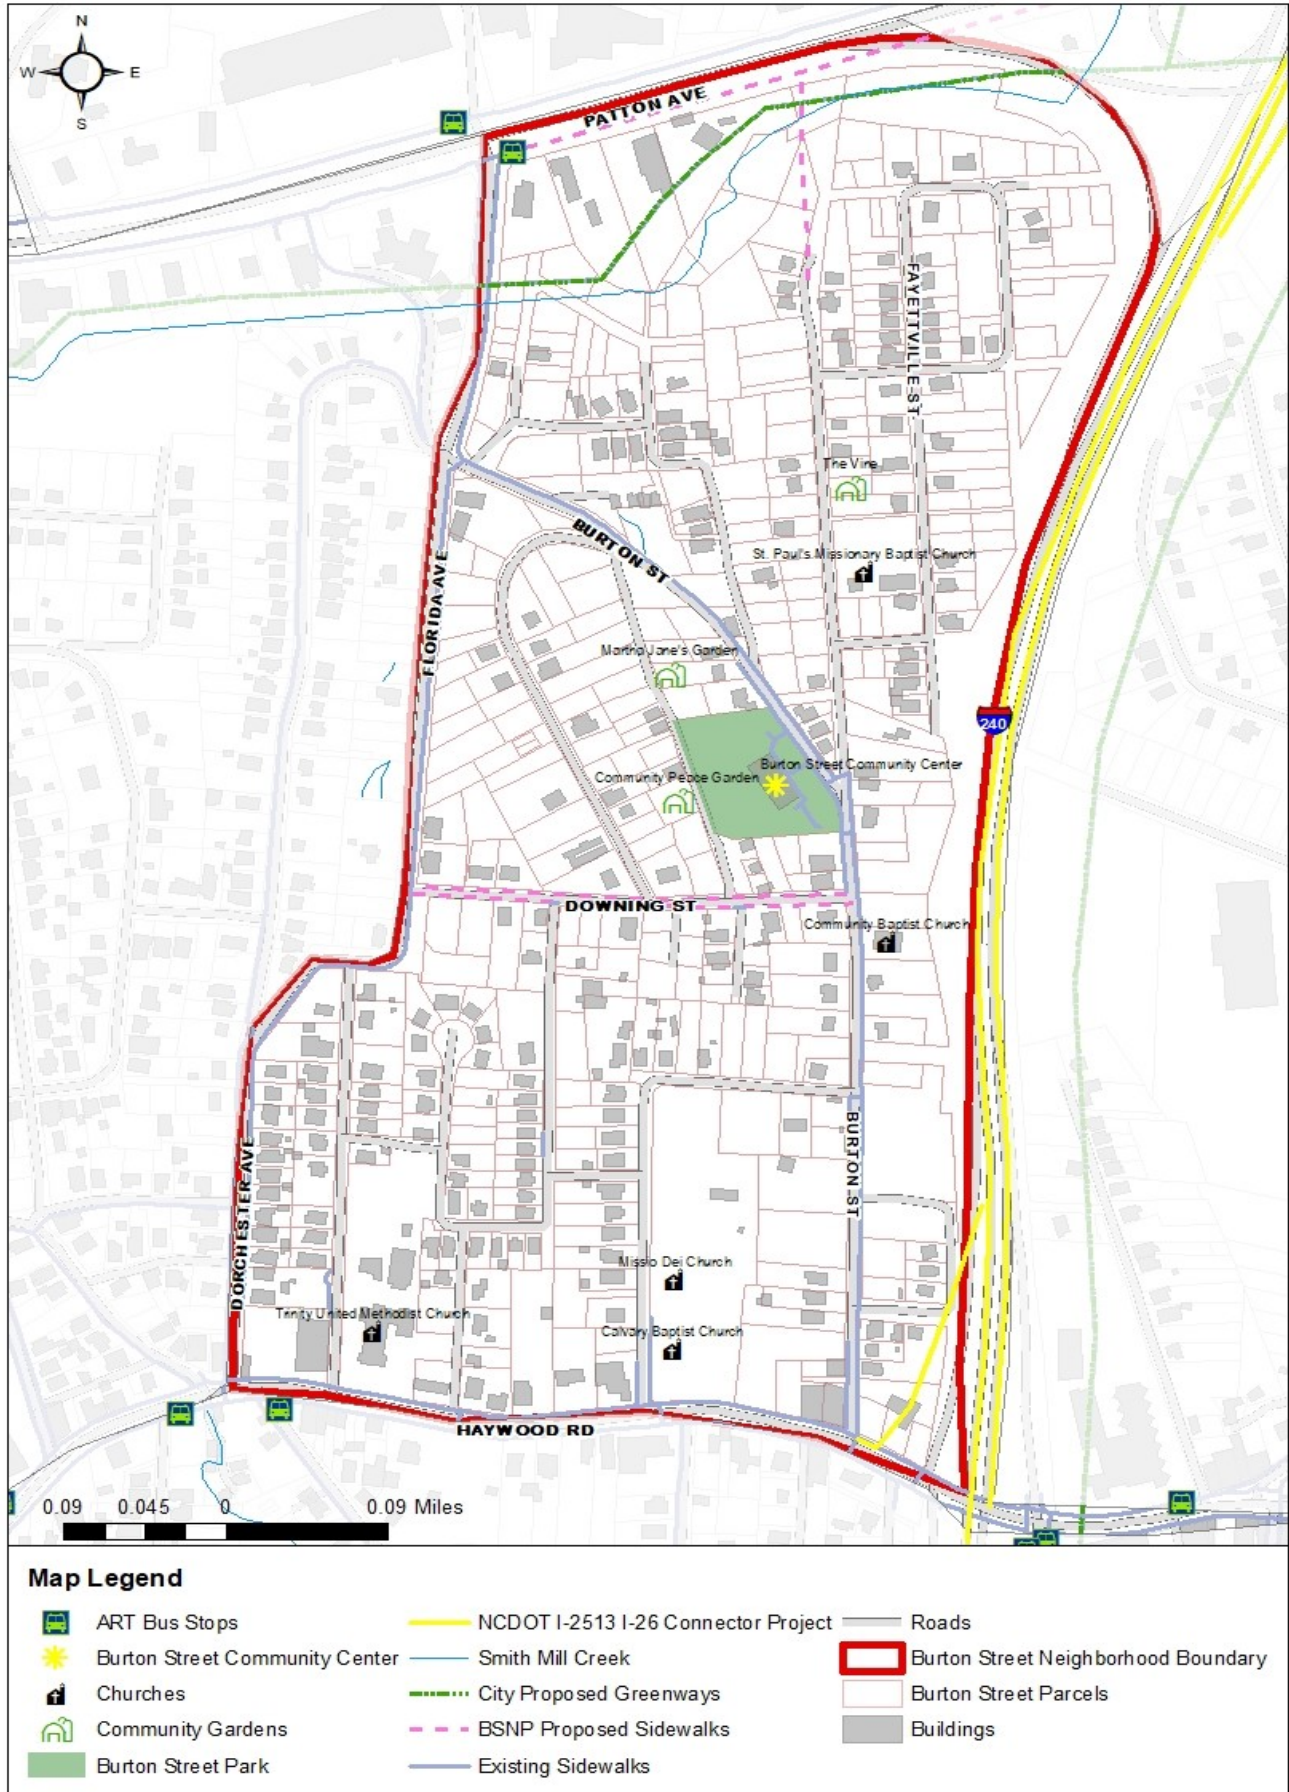 N
W E
S
PATTON AVE
FAYETTVILLE ST
The Vine
BURTON ST
St. Paul's Missionary Baptist Church
FLORIDA AVE
Martha Jane's Garden
240
Burton Street Community Center
Community Peace Garden
DOWNING ST
Community Baptist Church
BURTON ST
DORCHESTER AVE
Missio Dei Church
Trinity United Methodist Church
Calvary Baptist Church
HAYWOOD RD
0.09 0.045 0 0.09 Miles
Map Legend
ART Bus Stops
Burton Street Community Center
Churches
Community Gardens
Burton Street Park
NCDOT I-2513 I-26 Connector Project
Smith Mill Creek
City Proposed Greenways
BSNP Proposed Sidewalks
Existing Sidewalks
Roads
Burton Street Neighborhood Boundary
Burton Street Parcels
Buildings